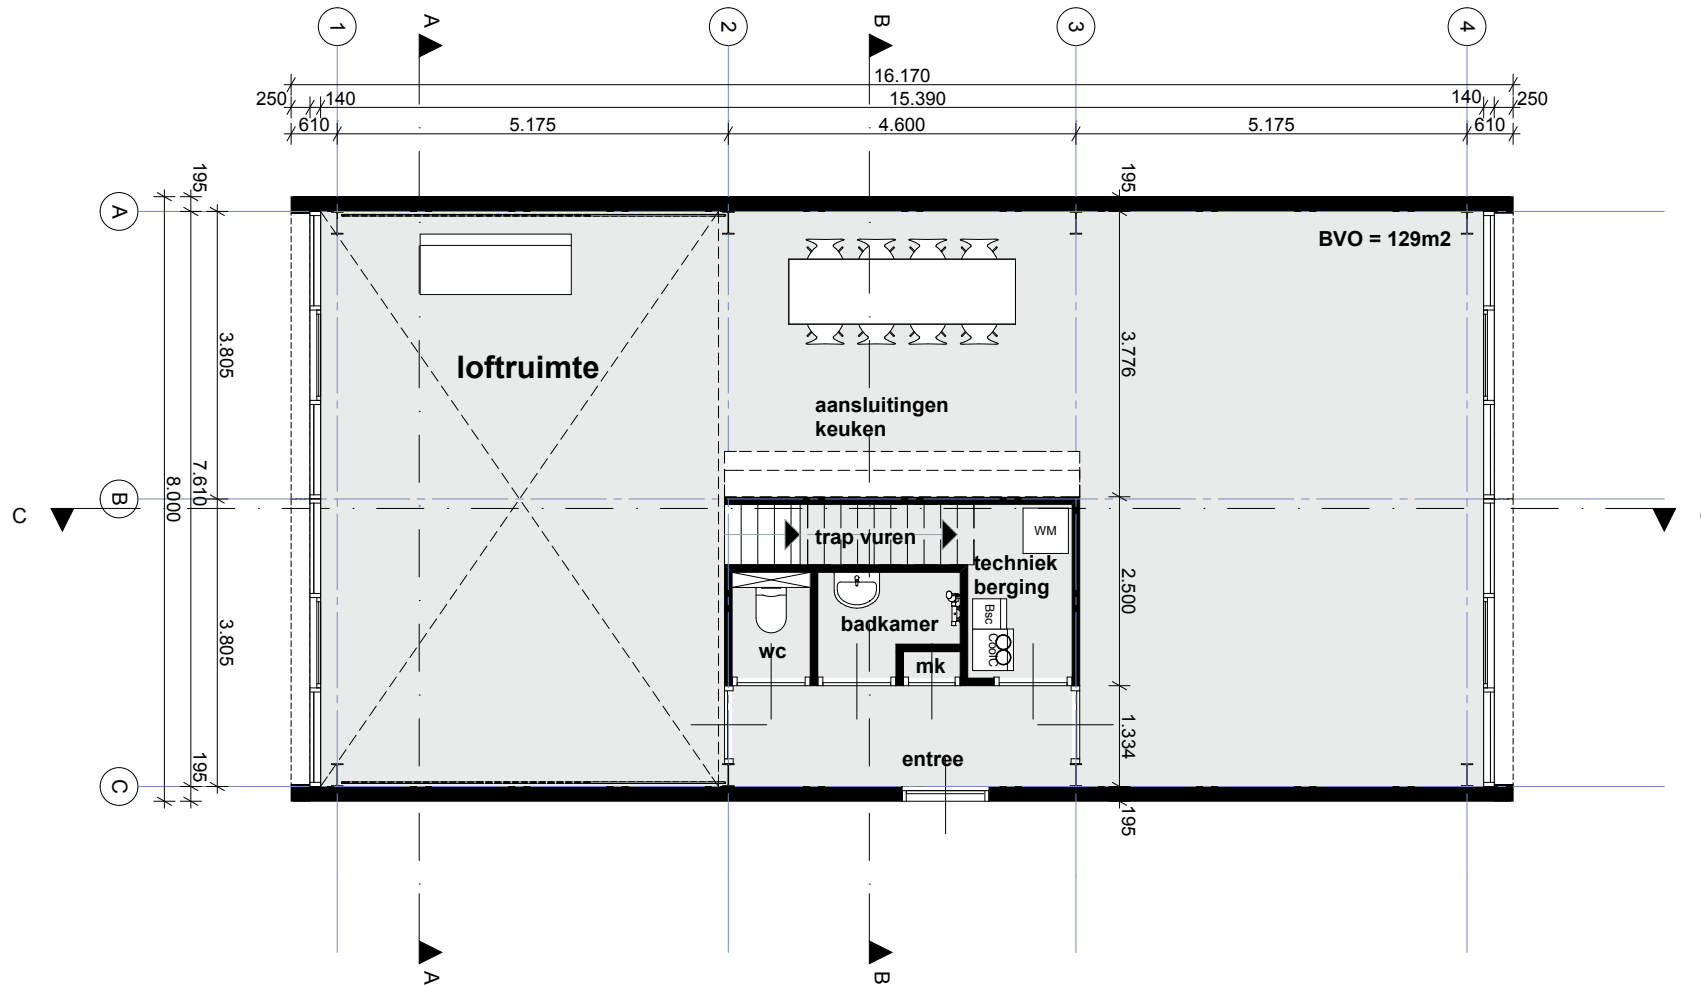 1
A
2
B
3
4
16.170
250
140
15.390
140
250
610
5.175
4.600
5.175
610
195
195
A
BVO = 129m2
3.805
3.776
loftruimte
aansluitingen
keuken
7.610
8.000
B
C
trap vuren
WM
techniek
berging
2.500
Bsc
CoolC
badkamer
3.805
wc
mk
1.334
entree
195
C
195
A
B